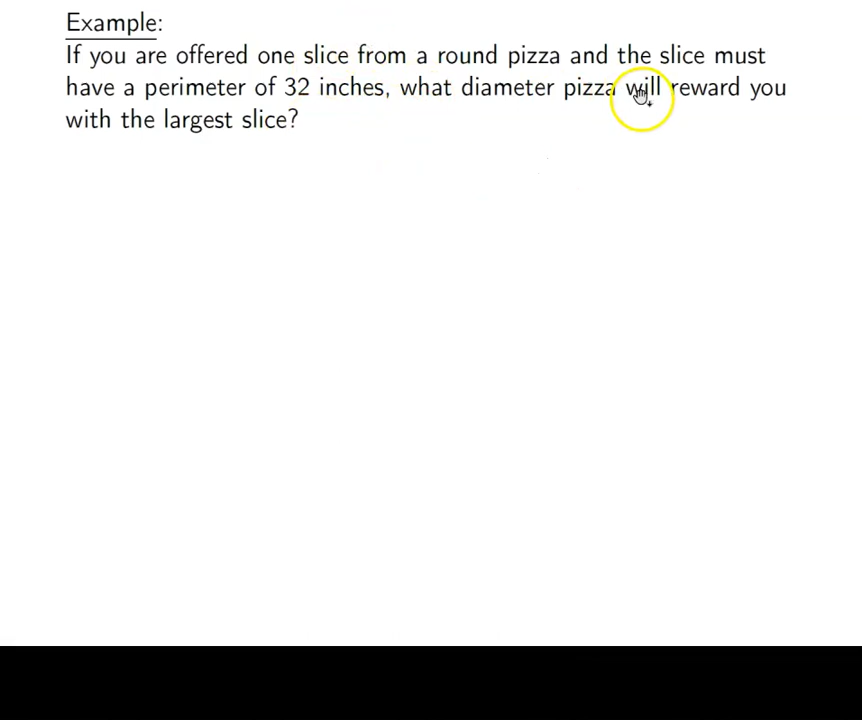 Example:
If you are offered one slice from a round pizza and the slice must
have a perimeter of 32 inches, what diameter pizza will reward you
with the largest slice?